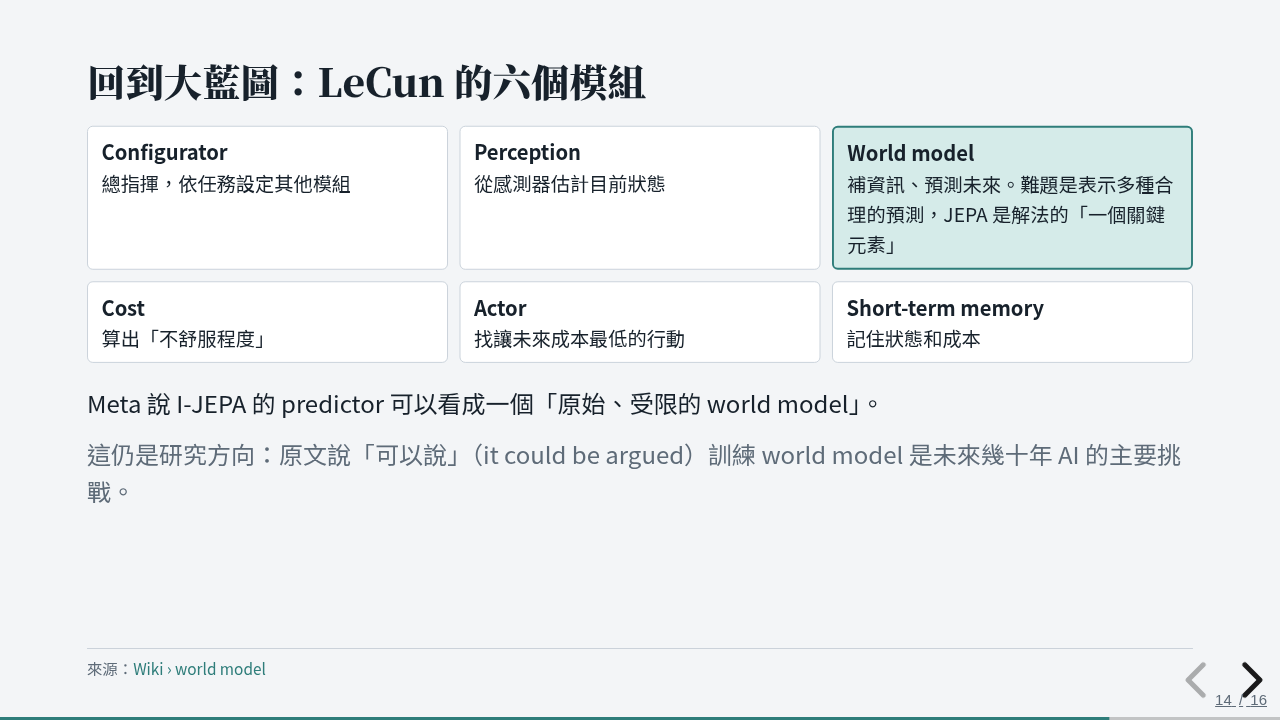 回到大藍圖：LeCun 的六個模組
Configurator
總指揮，依任務設定其他模組
Perception
從感測器估計目前狀態
World model
補資訊、預測未來。難題是表示多種合
理的預測，JEPA 是解法的「一個關鍵
元素」
Cost
算出「不舒服程度」
Actor
找讓未來成本最低的行動
Short-term memory
記住狀態和成本
Meta 說 I-JEPA 的 predictor 可以看成一個「原始、受限的 world model」。
這仍是研究方向：原文說「可以說」（it could be argued）訓練 world model 是未來幾十年 AI 的主要挑
戰。
來源：Wiki › world model
14 / 16